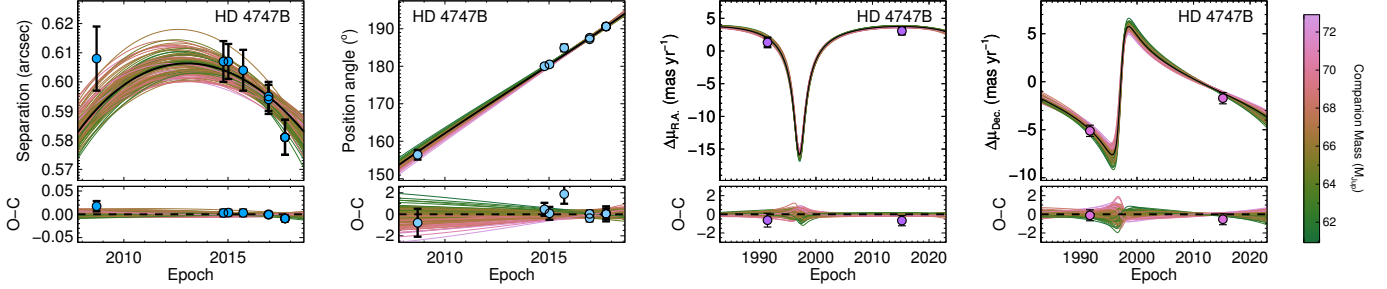 HD 4747B
Separation (arcsec)
0.62
0.61
0.60
0.59
0.58
0.57
O−C
0.05
0.00
−0.05
2010
2015
Epoch
HD 4747B
Position angle (°)
190
180
170
160
150
O−C
2
0
−2
2010
2015
Epoch
HD 4747B
Δμ R.A. (mas yr⁻¹)
5
0
−5
−10
−15
O−C
2
0
−2
1990
2000
2010
2020
Epoch
HD 4747B
Δμ Dec. (mas yr⁻¹)
5
0
−5
−10
O−C
2
0
−2
1990
2000
2010
2020
Epoch
72
70
68
66
64
62
Companion Mass (M Jup)